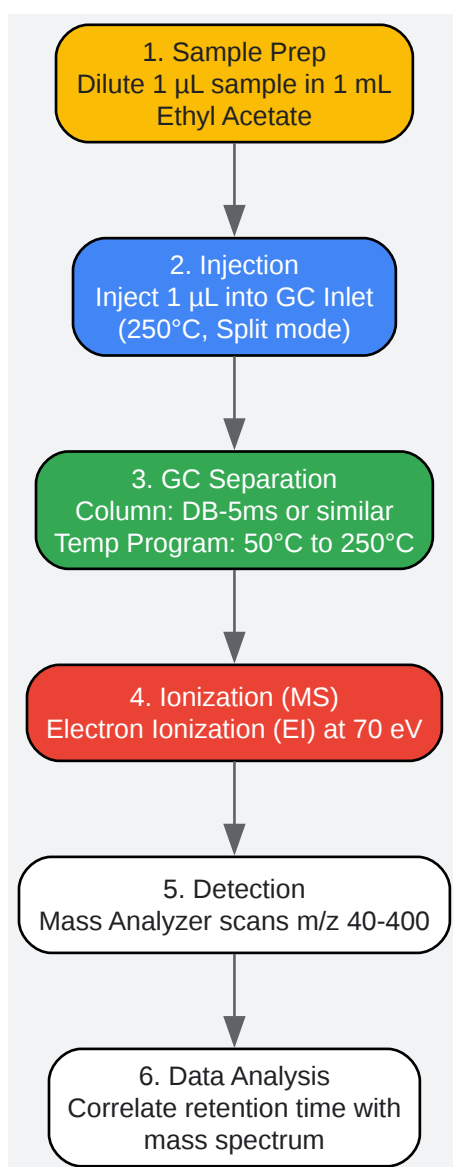 1. Sample Prep
Dilute 1 µL sample in 1 mL
Ethyl Acetate
2. Injection
Inject 1 µL into GC Inlet
(250°C, Split mode)
3. GC Separation
Column: DB-5ms or similar
Temp Program: 50°C to 250°C
4. Ionization (MS)
Electron Ionization (EI) at 70 eV
5. Detection
Mass Analyzer scans m/z 40-400
6. Data Analysis
Correlate retention time with
mass spectrum